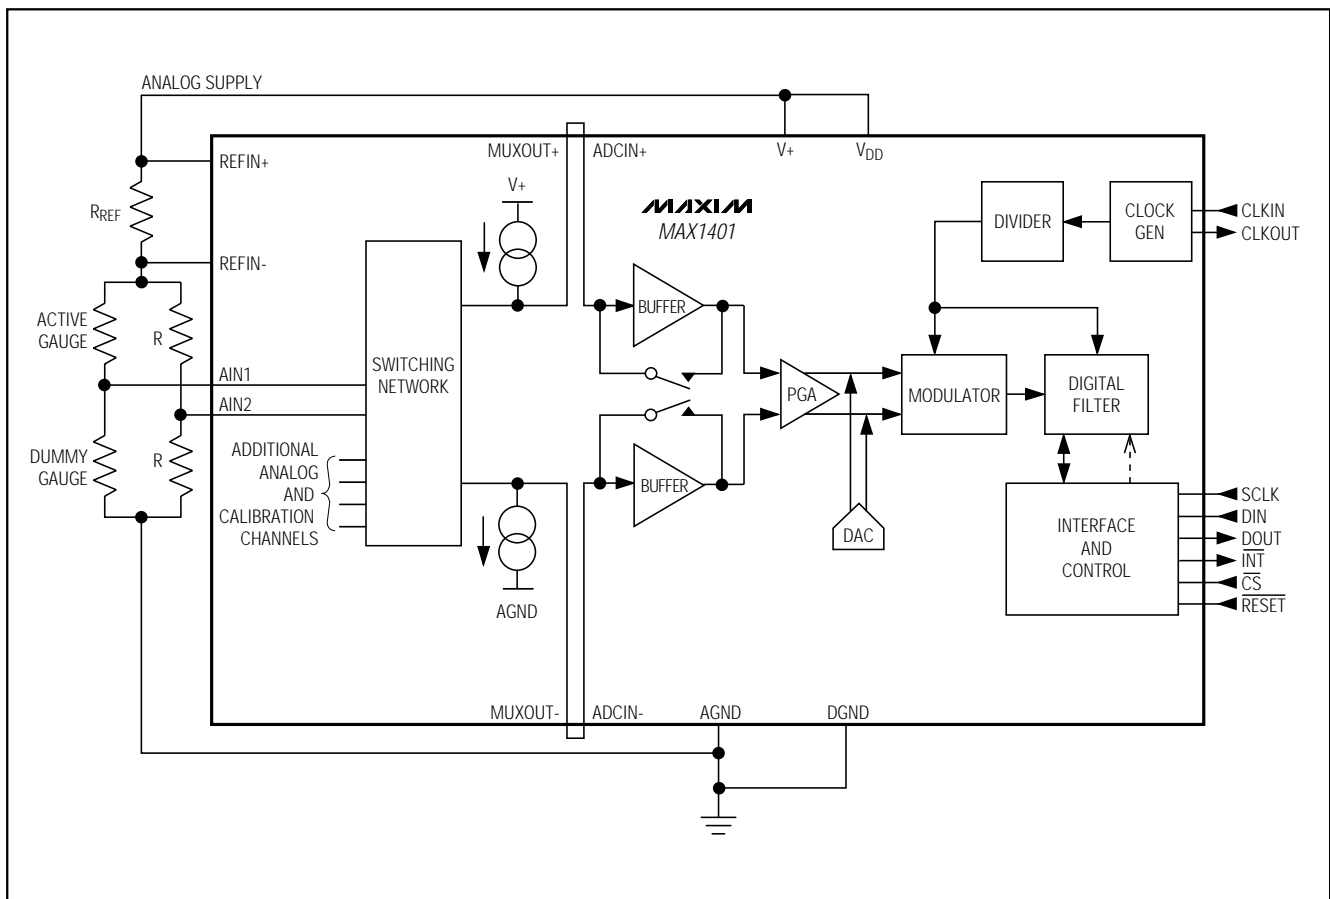 ANALOG SUPPLY
MUXOUT+
ADCIN+
V+
VDD
REFIN+
RREF
REFIN-
V+
MAXIM
MAX1401
DIVIDER
CLOCK
GEN
CLKIN
CLKOUT
ACTIVE
GAUGE
R
AIN1
AIN2
SWITCHING
NETWORK
BUFFER
PGA
MODULATOR
DIGITAL
FILTER
DUMMY
GAUGE
R
ADDITIONAL
ANALOG
AND
CALIBRATION
CHANNELS
BUFFER
DAC
AGND
INTERFACE
AND
CONTROL
SCLK
DIN
DOUT
INT
CS
RESET
MUXOUT-
ADCIN-
AGND
DGND